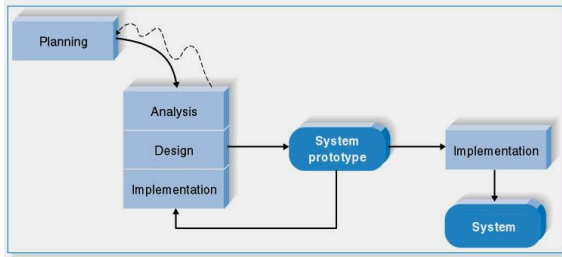 Planning
Analysis
Design
Implementation
System
prototype
Implementation
System